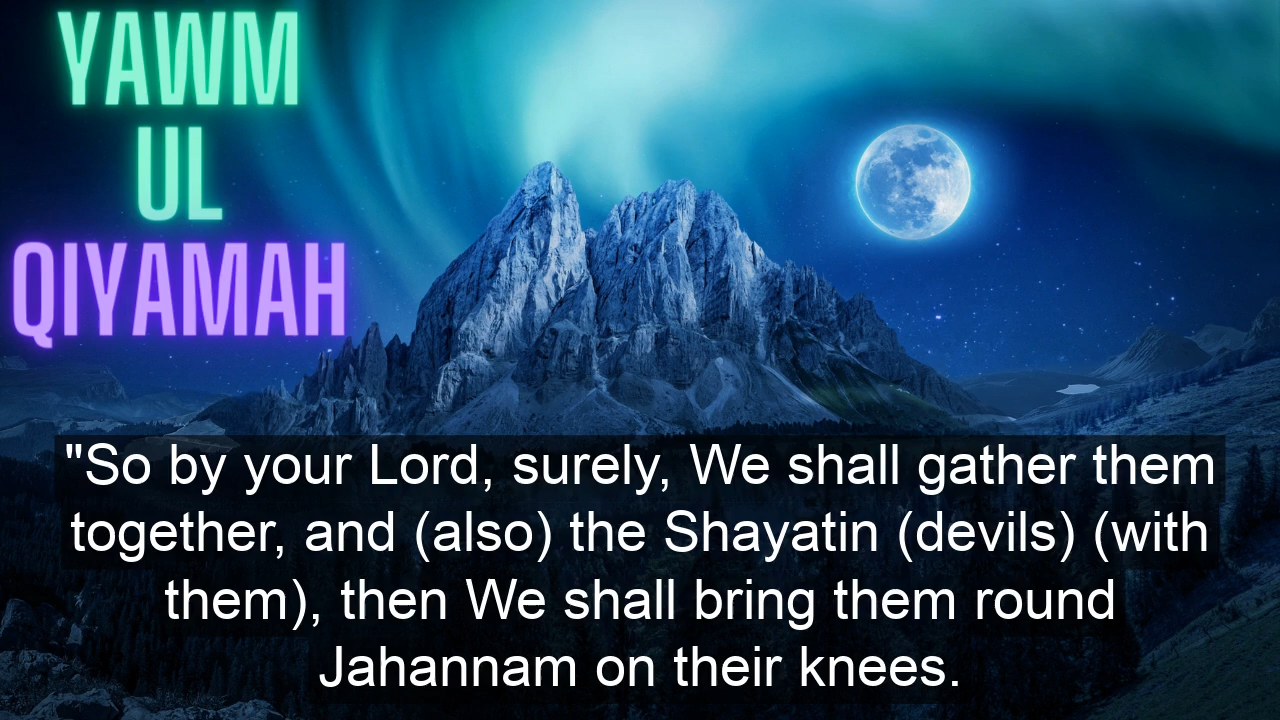 YAWM
UL
QIYAMAH
"So by your Lord, surely, We shall gather them
together, and (also) the Shayatin (devils) (with
them), then We shall bring them round
Jahannam on their knees.